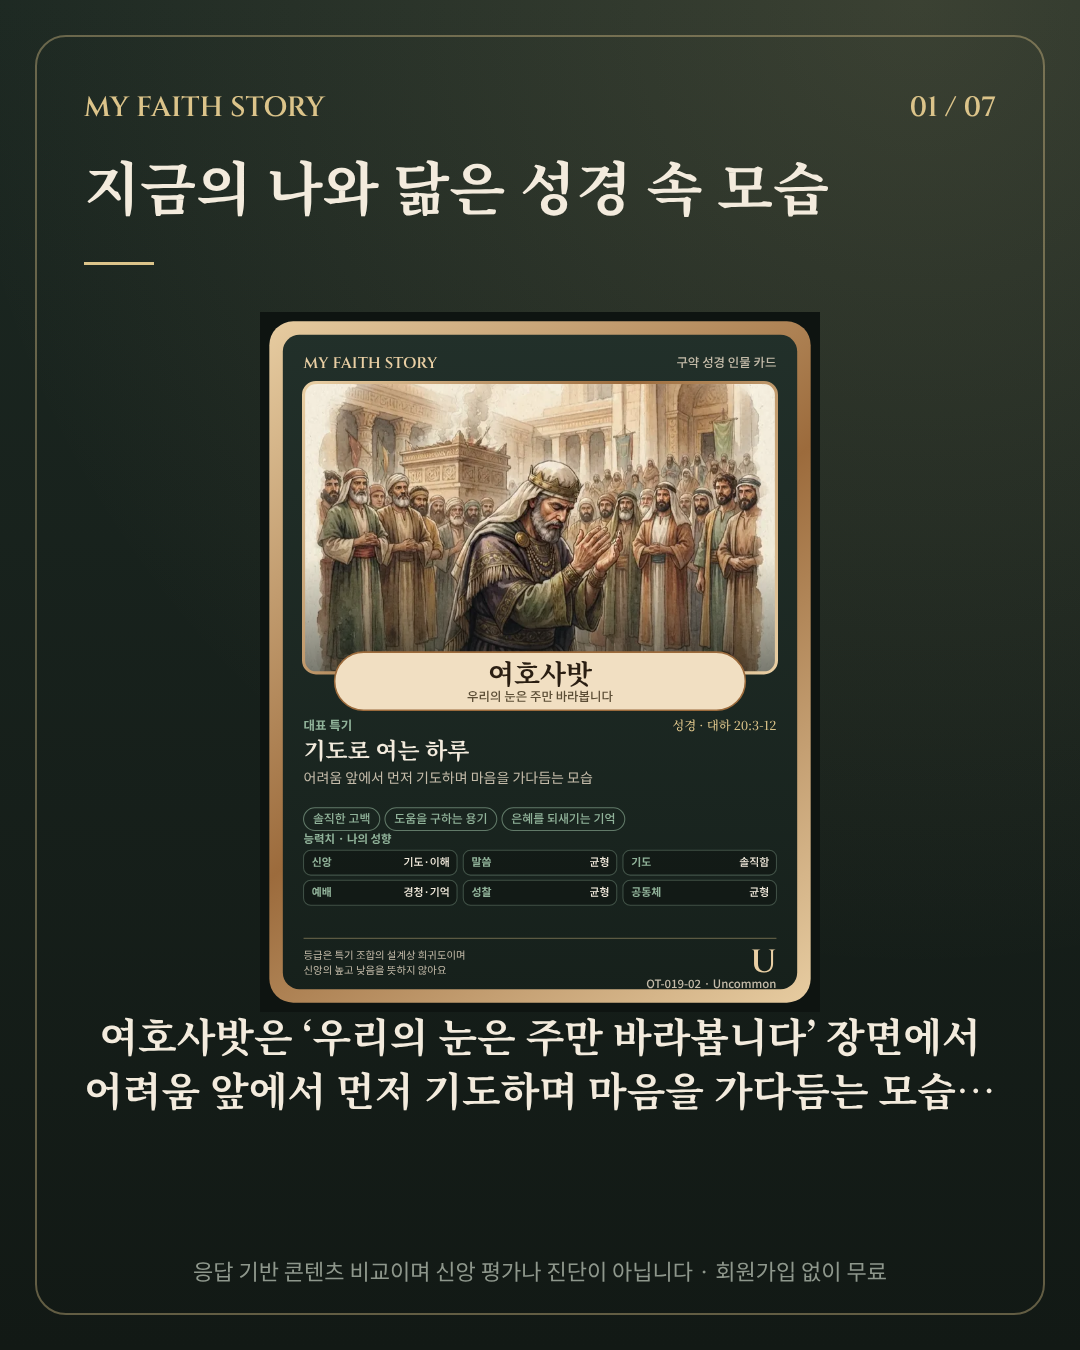 MY FAITH STORY
01 / 07
지금의 나와 닮은 성경 속 모습
MY FAITH STORY
구약 성경 인물 카드
여호사밧
우리의 눈은 주만 바라봅니다
대표 특기
성경 · 대하 20:3-12
기도로 여는 하루
어려움 앞에서 먼저 기도하며 마음을 가다듬는 모습
솔직한 고백
도움을 구하는 용기
은혜를 되새기는 기억
능력치 · 나의 성향
신앙 기도·이해
말씀 균형
기도 솔직함
예배 경청·기억
성찰 균형
공동체 균형
등급은 특기 조합의 설계상 희귀도이며
신앙의 높고 낮음을 뜻하지 않아요
U
OT-019-02 · Uncommon
여호사밧은 ‘우리의 눈은 주만 바라봅니다’ 장면에서
어려움 앞에서 먼저 기도하며 마음을 가다듬는 모습…
응답 기반 콘텐츠 비교이며 신앙 평가나 진단이 아닙니다 · 회원가입 없이 무료